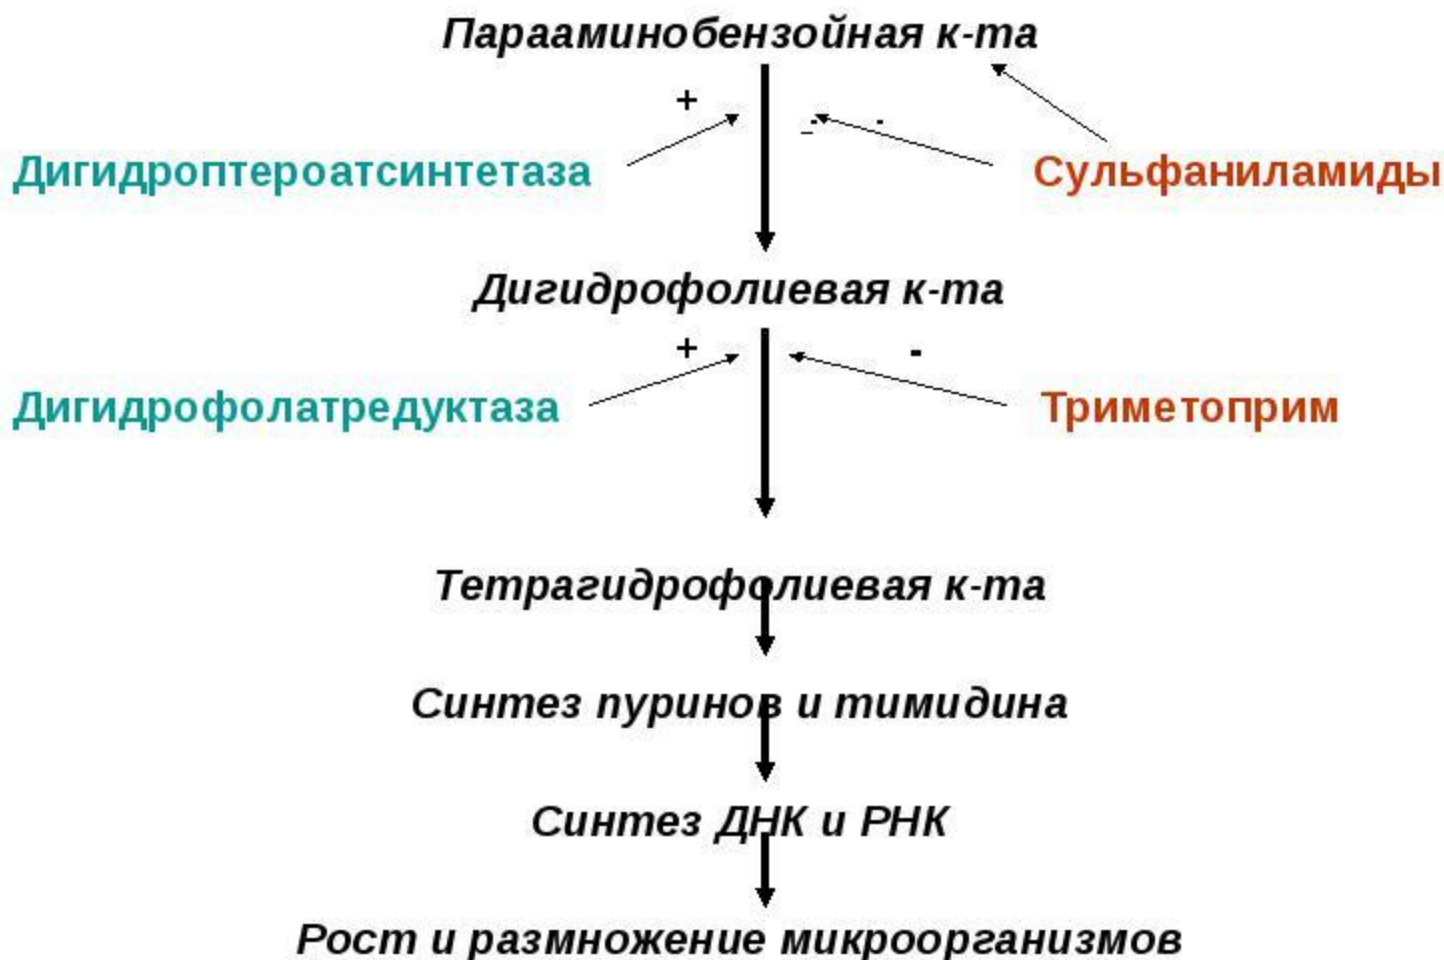 Парааминобензойная к-та
+
- -
_
Дигидроптероатсинтетаза
Сульфаниламиды
Дигидрофолиевая к-та
+
-
Дигидрофолатредуктаза
Триметоприм
Тетрагидрофолиевая к-та
Синтез пуринов и тимидина
Синтез ДНК и РНК
Рост и размножение микроорганизмов